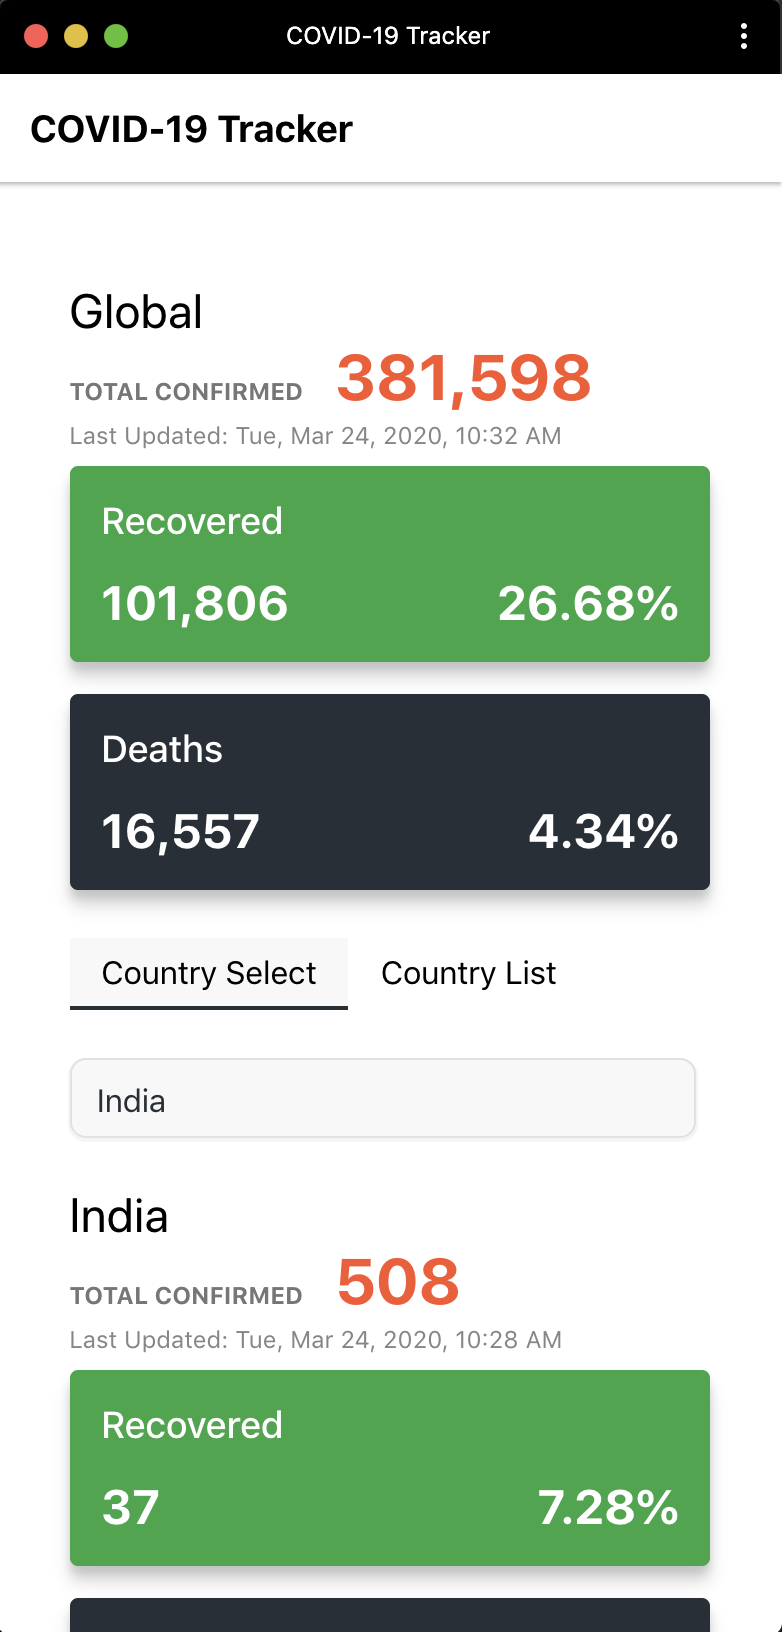 COVID-19 Tracker
COVID-19 Tracker
Global
TOTAL CONFIRMED 381,598
Last Updated: Tue, Mar 24, 2020, 10:32 AM
Recovered
101,806 26.68%
Deaths
16,557 4.34%
Country Select Country List
India
India
TOTAL CONFIRMED 508
Last Updated: Tue, Mar 24, 2020, 10:28 AM
Recovered
37 7.28%